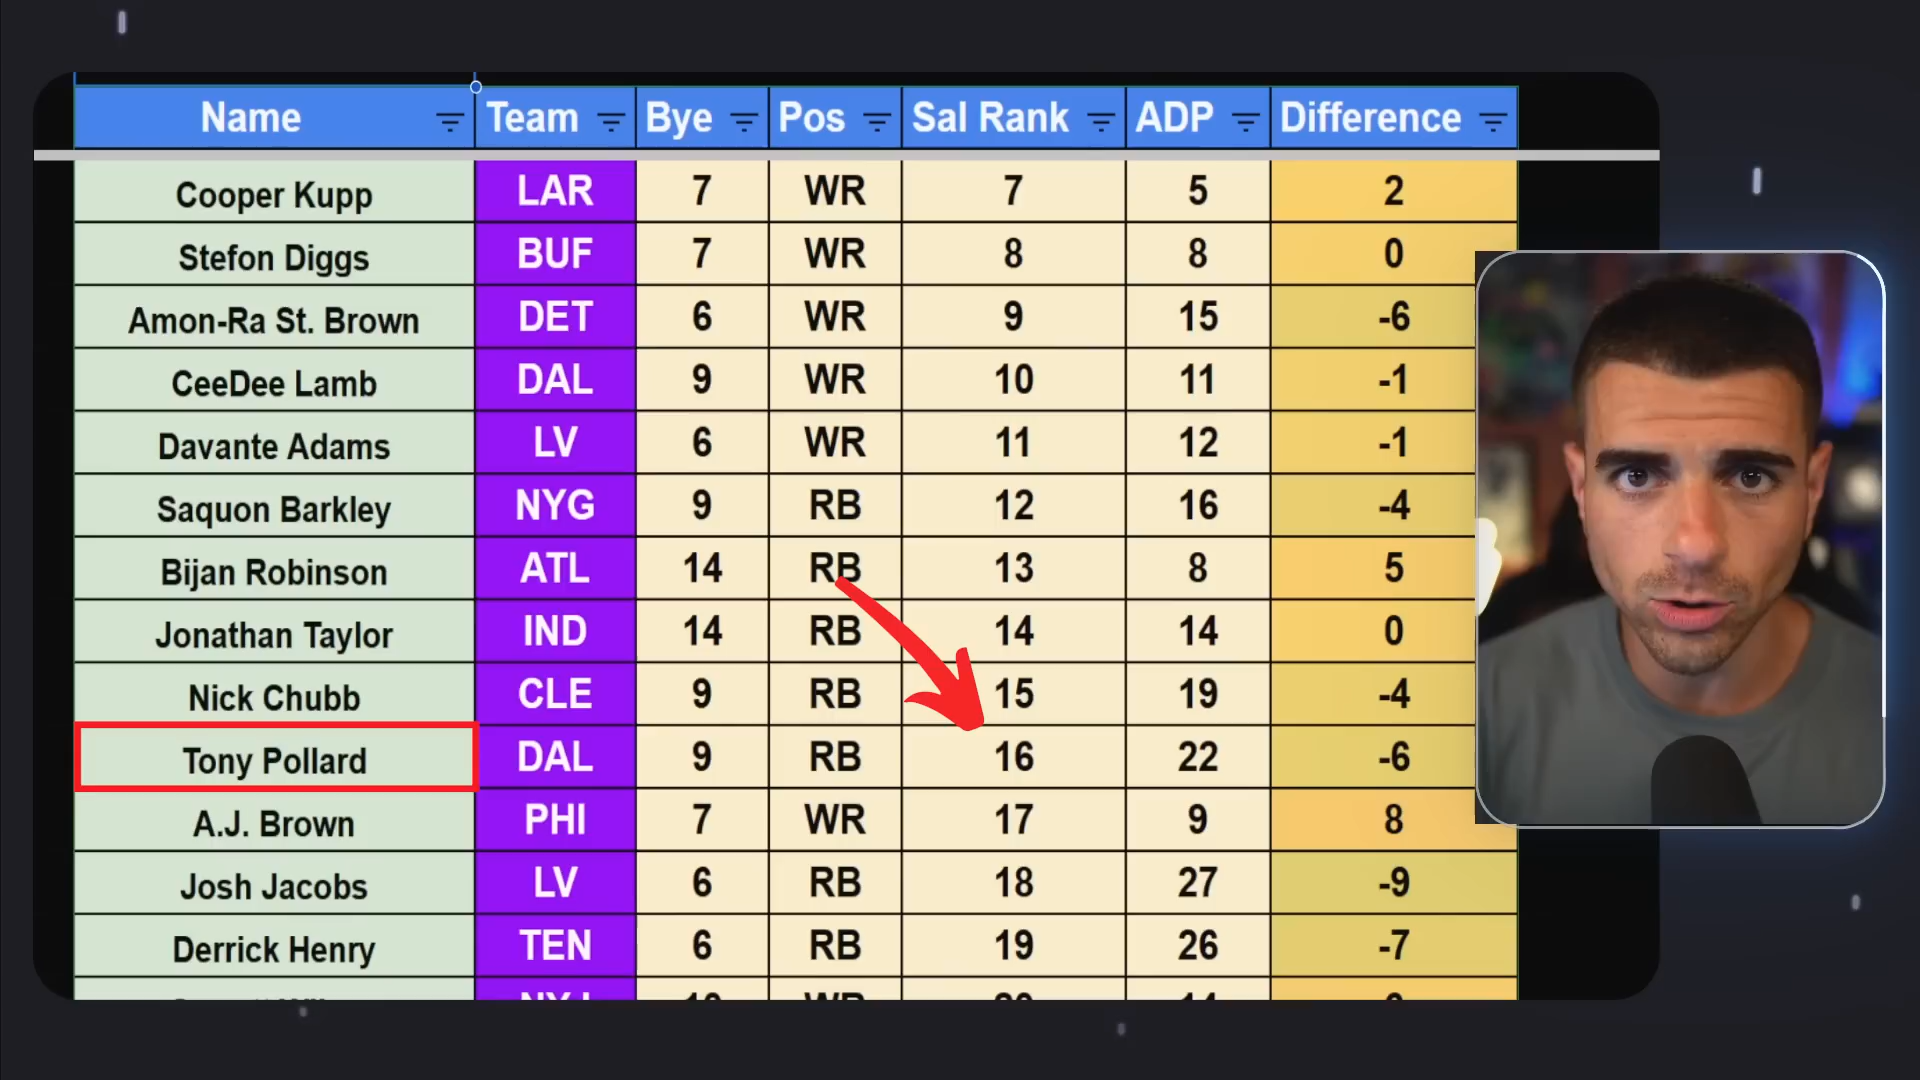 Name Team Bye Pos Sal Rank ADP Difference
Cooper Kupp LAR 7 WR 7 5 2
Stefon Diggs BUF 7 WR 8 8 0
Amon-Ra St. Brown DET 6 WR 9 15 -6
CeeDee Lamb DAL 9 WR 10 11 -1
Davante Adams LV 6 WR 11 12 -1
Saquon Barkley NYG 9 RB 12 16 -4
Bijan Robinson ATL 14 RB 13 8 5
Jonathan Taylor IND 14 RB 14 14 0
Nick Chubb CLE 9 RB 15 19 -4
Tony Pollard DAL 9 RB 16 22 -6
A.J. Brown PHI 7 WR 17 9 8
Josh Jacobs LV 6 RB 18 27 -9
Derrick Henry TEN 6 RB 19 26 -7